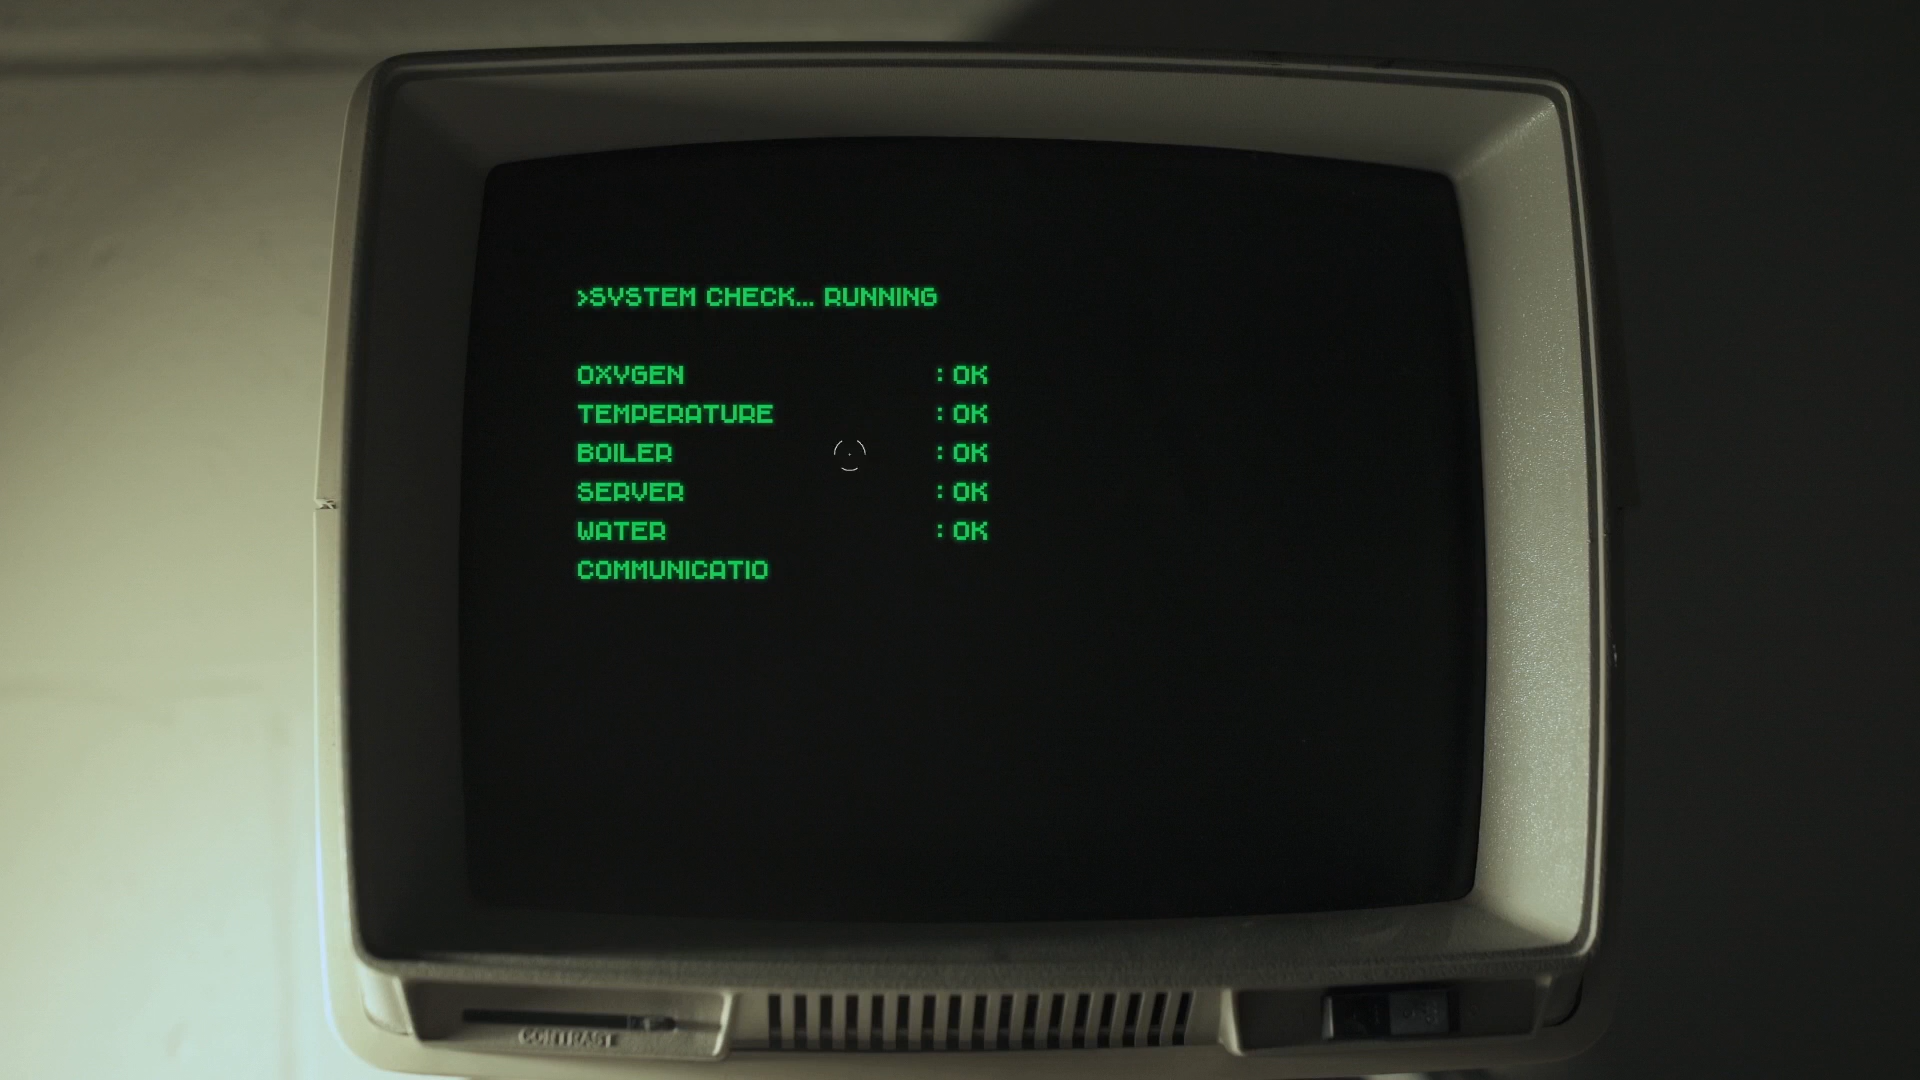 >SYSTEM CHECK... RUNNING
OXYGEN : OK
TEMPERATURE : OK
BOILER : OK
SERVER : OK
WATER : OK
COMMUNICATIO
CONTRAST